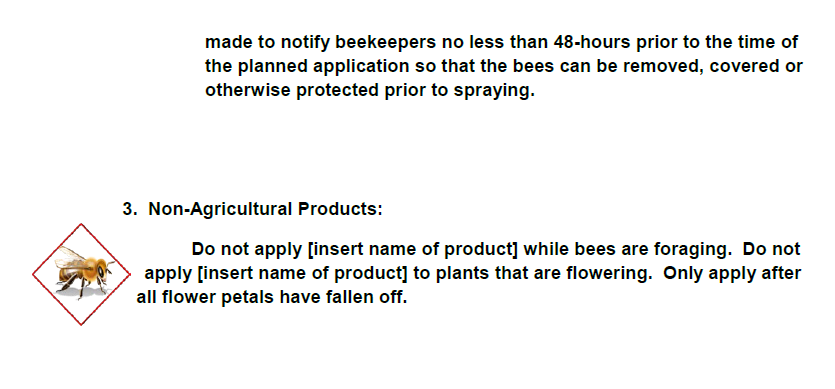 made to notify beekeepers no less than 48-hours prior to the time of
the planned application so that the bees can be removed, covered or
otherwise protected prior to spraying.
3. Non-Agricultural Products:
Do not apply [insert name of product] while bees are foraging. Do not
apply [insert name of product] to plants that are flowering. Only apply after
all flower petals have fallen off.